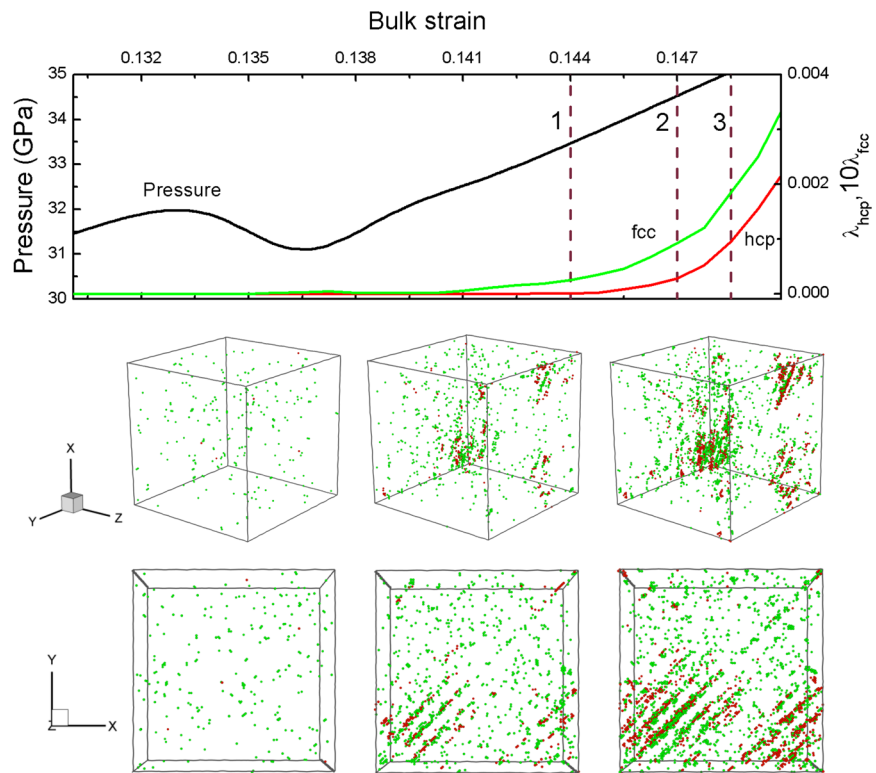 Bulk strain
0.132 0.135 0.138 0.141 0.144 0.147
35 0.004
34
33 0.002
32
31
30 0.000
Pressure (GPa)
λhcp,10λfcc
1 2 3
Pressure
fcc
hcp
X
Y Z
Y
Z X